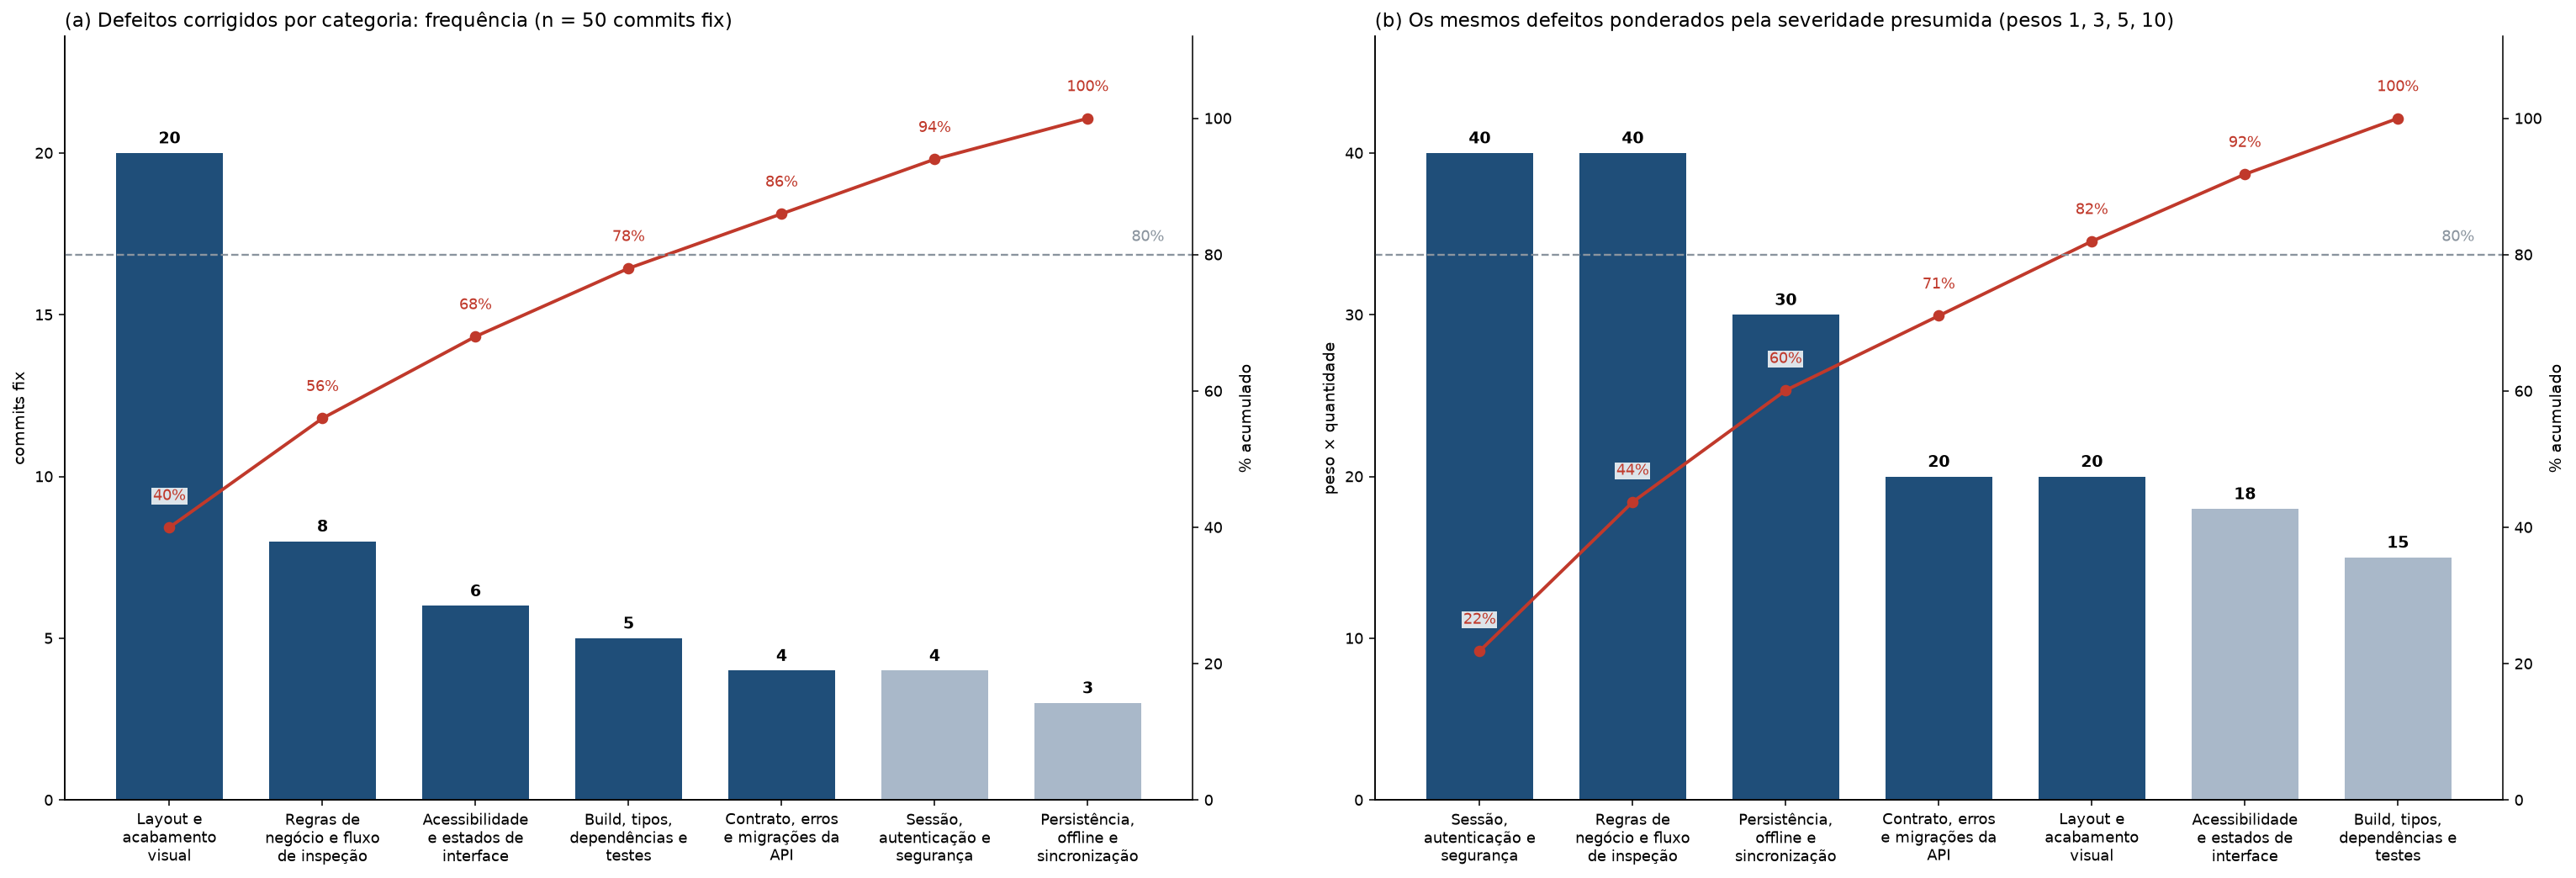 (a) Defeitos corrigidos por categoria: frequência (n = 50 commits fix)
commits fix
20
15
10
5
0
20
8
6
5
4
4
3
40%
56%
68%
78%
86%
94%
100%
80%
100
80
60
40
20
0
% acumulado
Layout e
acabamento
visual
Regras de
negócio e fluxo
de inspeção
Acessibilidade
e estados de
interface
Build, tipos,
dependências e
testes
Contrato, erros
e migrações da
API
Sessão,
autenticação e
segurança
Persistência,
offline e
sincronização
(b) Os mesmos defeitos ponderados pela severidade presumida (pesos 1, 3, 5, 10)
peso × quantidade
40
30
20
10
0
40
40
30
20
20
18
15
22%
44%
60%
71%
82%
92%
100%
80%
100
80
60
40
20
0
% acumulado
Sessão,
autenticação e
segurança
Regras de
negócio e fluxo
de inspeção
Persistência,
offline e
sincronização
Contrato, erros
e migrações da
API
Layout e
acabamento
visual
Acessibilidade
e estados de
interface
Build, tipos,
dependências e
testes